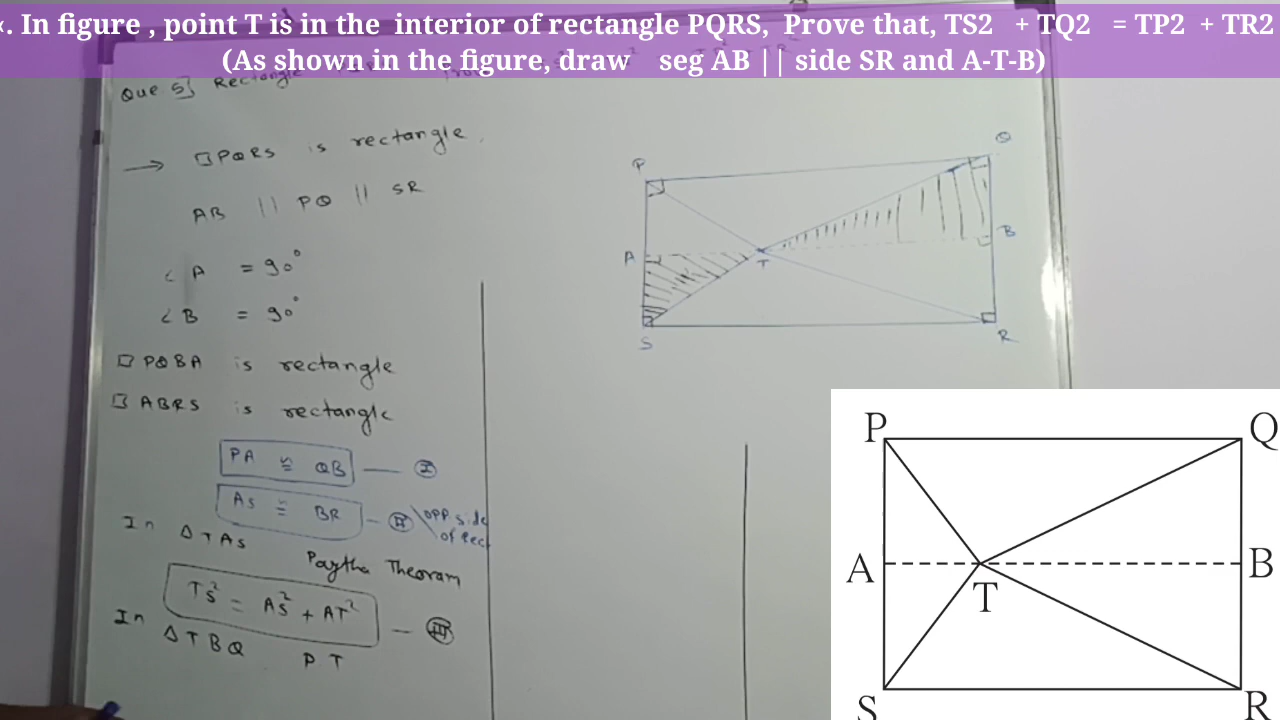 «. In figure , point T is in the interior of rectangle PQRS, Prove that, TS2 + TQ2 = TP2 + TR2
(As shown in the figure, draw seg AB || side SR and A-T-B)
Que 5] Rectangle
→ □PQRS is rectangle.
AB || PQ || SR
∠A = 90°
∠B = 90°
□PQBA is rectangle
□ABRS is rectangle
PA ≅ QB — I
AS ≅ BR — II opp side
of Rect
In ΔTAS Paytha Theoram
TS² = AS² + AT² — III
In ΔTBQ PT
P
Q
A
T
B
S
R
P
Q
A
T
B
S
R